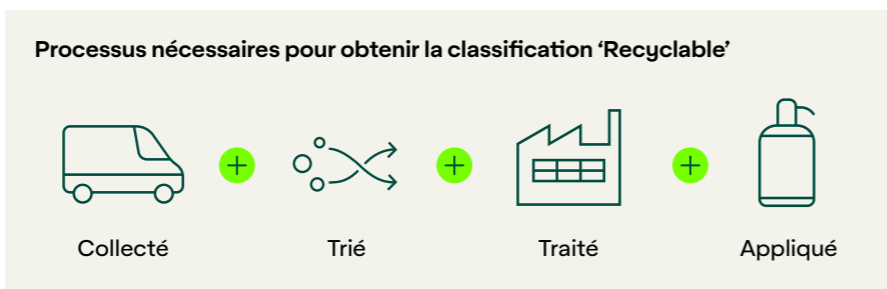 Processus nécessaires pour obtenir la classification ‘Recyclable’
Collecté
Trié
Traité
Appliqué